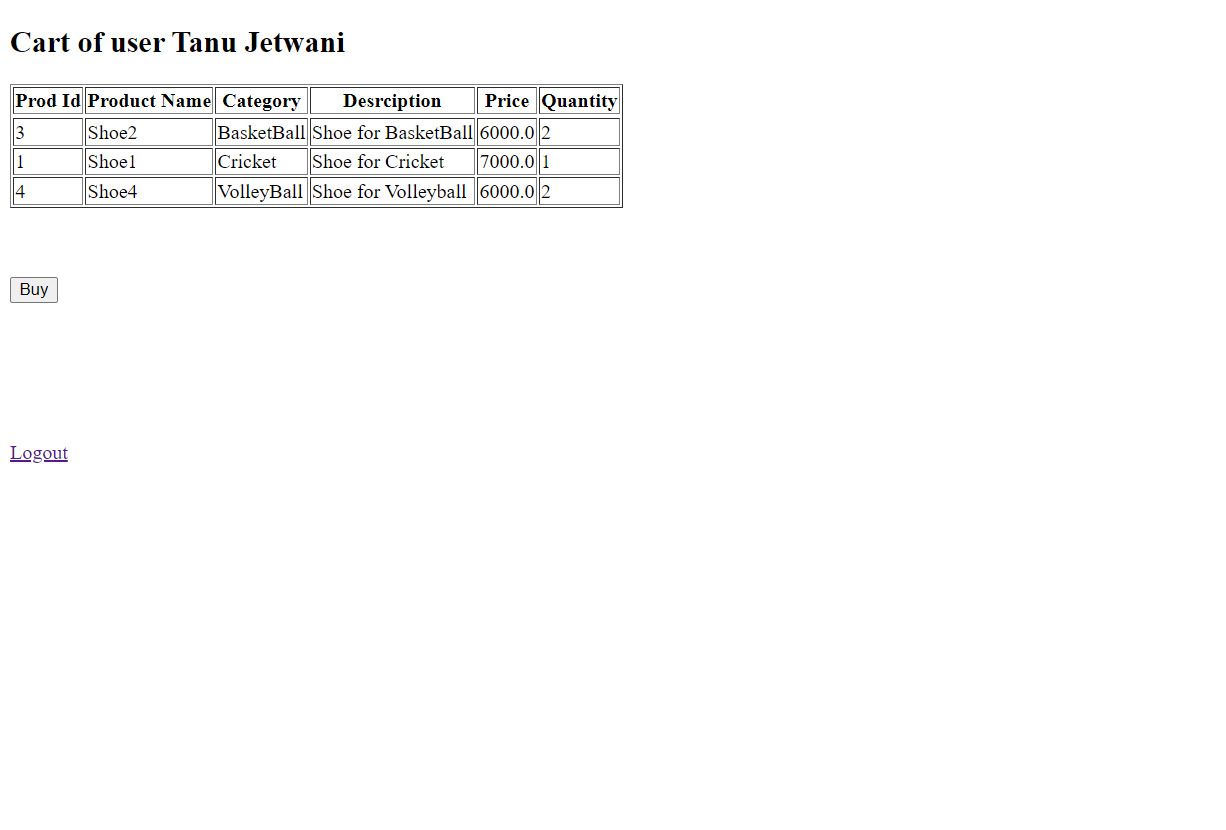 Cart of user Tanu Jetwani
Prod Id Product Name Category Desrciption Price Quantity
3 Shoe2 BasketBall Shoe for BasketBall 6000.0 2
1 Shoe1 Cricket Shoe for Cricket 7000.0 1
4 Shoe4 VolleyBall Shoe for Volleyball 6000.0 2
Buy
Logout